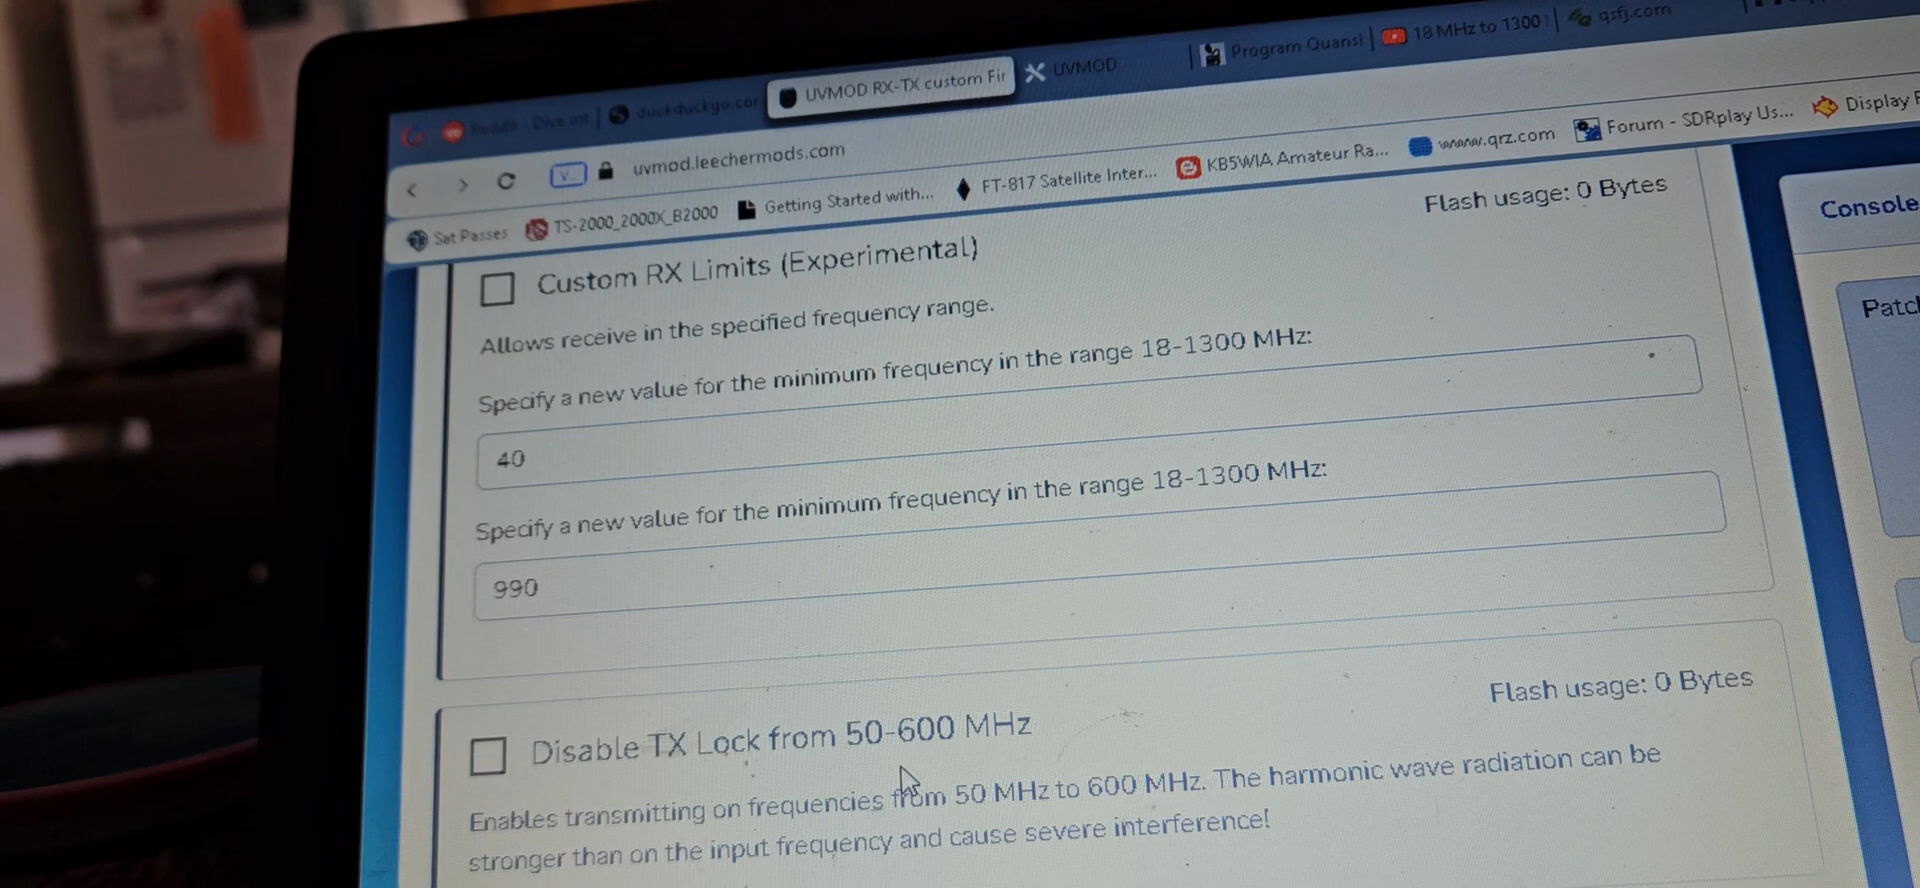 duckduckgo.co
UVMOD RX-TX custom Fir
UVMOD
Program Quansh
18 MHz to 1300
qsfj.com
uvmod.leechermods.com
Sat Passes
TS-2000_2000X_B2000
Getting Started with...
FT-817 Satellite Inter...
KB5WIA Amateur Ra...
www.qrz.com
Forum - SDRplay Us...
Display
Flash usage: 0 Bytes
Console
Custom RX Limits (Experimental)
Allows receive in the specified frequency range.
Specify a new value for the minimum frequency in the range 18-1300 MHz:
40
Specify a new value for the minimum frequency in the range 18-1300 MHz:
990
Patch
Flash usage: 0 Bytes
Disable TX Lock from 50-600 MHz
Enables transmitting on frequencies from 50 MHz to 600 MHz. The harmonic wave radiation can be
stronger than on the input frequency and cause severe interference!